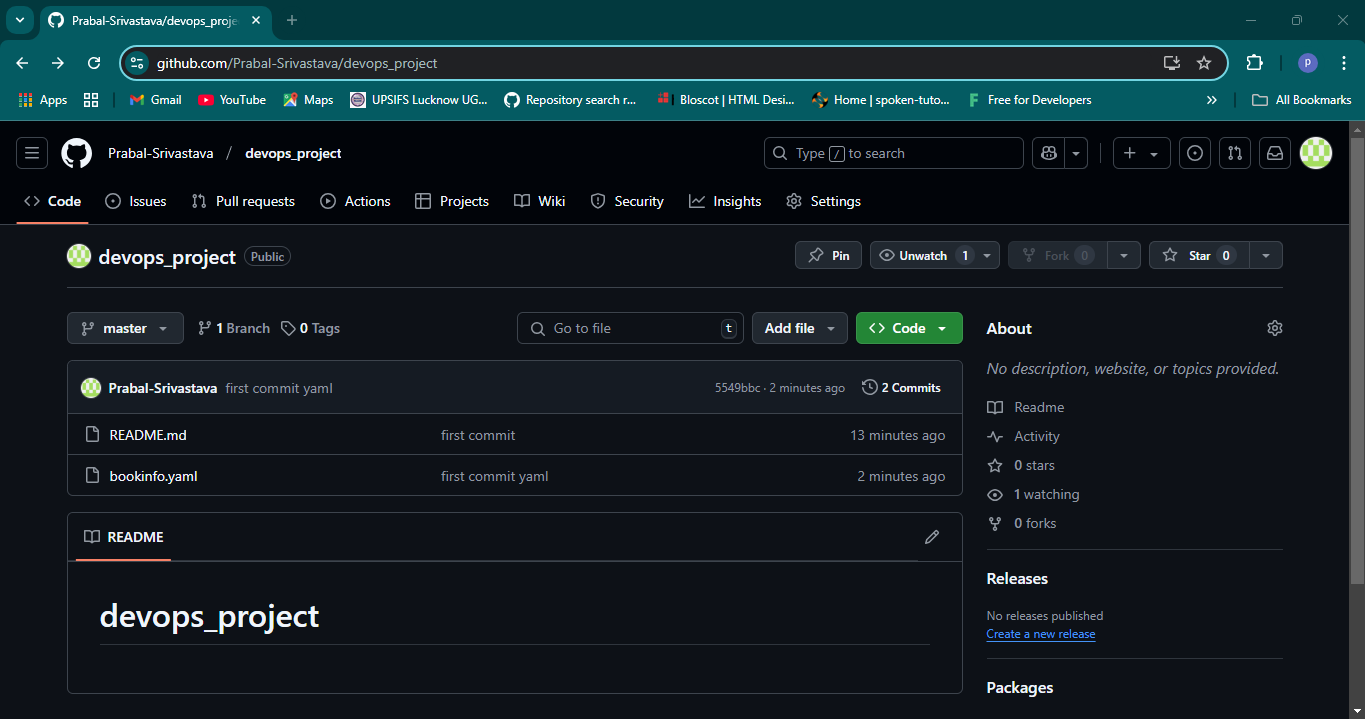 Prabal-Srivastava/devops_proje
github.com/Prabal-Srivastava/devops_project
p
Apps
Gmail
YouTube
Maps
UPSIFS Lucknow UG...
Repository search r...
Bloscot | HTML Desi...
Home | spoken-tuto...
Free for Developers
All Bookmarks
Prabal-Srivastava / devops_project
Type / to search
Code
Issues
Pull requests
Actions
Projects
Wiki
Security
Insights
Settings
devops_project Public
Pin
Unwatch 1
Fork 0
Star 0
master
1 Branch
0 Tags
Go to file t
Add file
Code
Prabal-Srivastava first commit yaml 5549bbc · 2 minutes ago 2 Commits
README.md first commit 13 minutes ago
bookinfo.yaml first commit yaml 2 minutes ago
README
devops_project
About
No description, website, or topics provided.
Readme
Activity
0 stars
1 watching
0 forks
Releases
No releases published
Create a new release
Packages